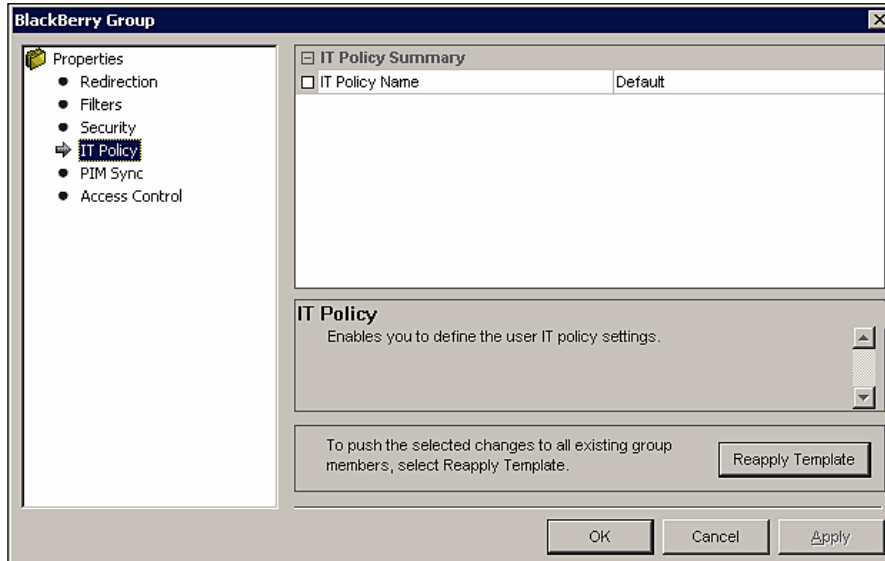 BlackBerry Group
Properties
Redirection
Filters
Security
IT Policy
PIM Sync
Access Control
IT Policy Summary
IT Policy Name Default
IT Policy
Enables you to define the user IT policy settings.
To push the selected changes to all existing group
members, select Reapply Template.
Reapply Template
OK Cancel Apply